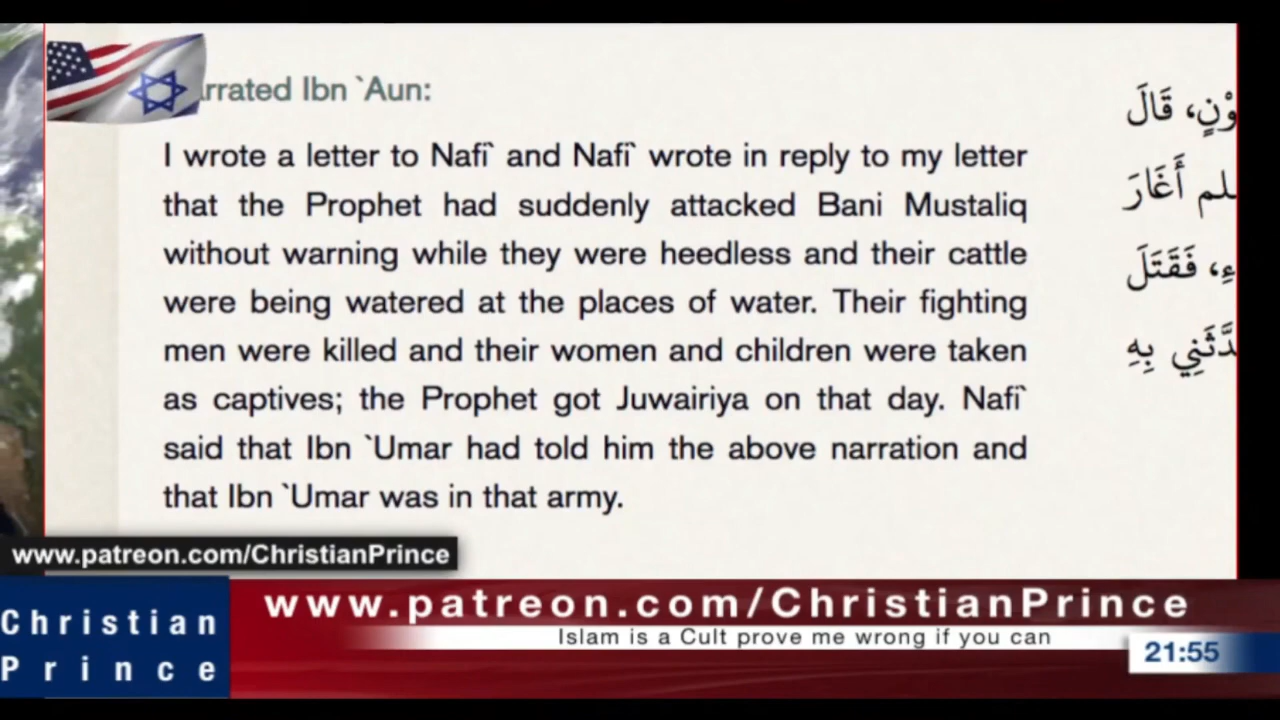 arrated Ibn `Aun:
I wrote a letter to Nafi` and Nafi` wrote in reply to my letter
that the Prophet had suddenly attacked Bani Mustaliq
without warning while they were heedless and their cattle
were being watered at the places of water. Their fighting
men were killed and their women and children were taken
as captives; the Prophet got Juwairiya on that day. Nafi`
said that Ibn `Umar had told him the above narration and
that Ibn `Umar was in that army.
وْنٍ، قَالَ
لم أَغَارَ
ءِ، فَقَتَلَ
دَّثَنِي بِهِ
www.patreon.com/ChristianPrince
Christian
Prince
www.patreon.com/ChristianPrince
Islam is a Cult prove me wrong if you can
21:55